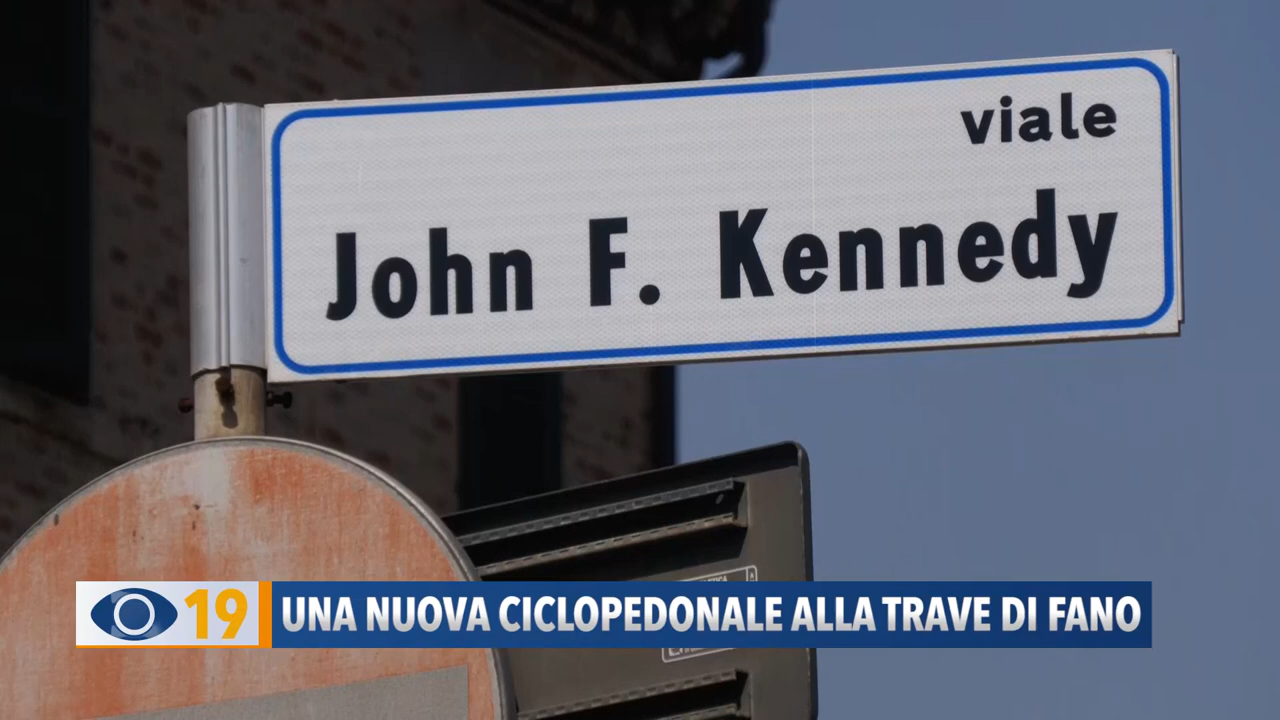 viale
John F. Kennedy
19
UNA NUOVA CICLOPEDONALE ALLA TRAVE DI FANO